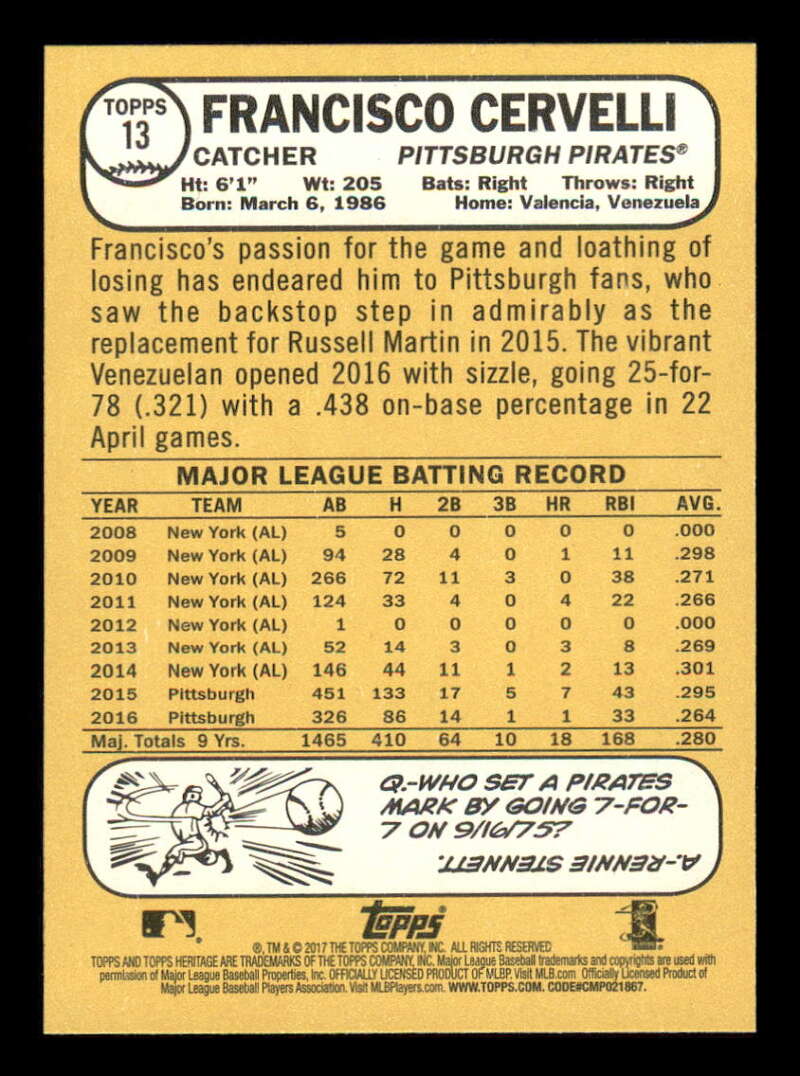 TOPPS
13
FRANCISCO CERVELLI
CATCHER PITTSBURGH PIRATES®
Ht: 6'1" Wt: 205 Bats: Right Throws: Right
Born: March 6, 1986 Home: Valencia, Venezuela
Francisco's passion for the game and loathing of
losing has endeared him to Pittsburgh fans, who
saw the backstop step in admirably as the
replacement for Russell Martin in 2015. The vibrant
Venezuelan opened 2016 with sizzle, going 25-for-
78 (.321) with a .438 on-base percentage in 22
April games.
MAJOR LEAGUE BATTING RECORD
YEAR TEAM AB H 2B 3B HR RBI AVG.
2008 New York (AL) 5 0 0 0 0 0 .000
2009 New York (AL) 94 28 4 0 1 11 .298
2010 New York (AL) 266 72 11 3 0 38 .271
2011 New York (AL) 124 33 4 0 4 22 .266
2012 New York (AL) 1 0 0 0 0 0 .000
2013 New York (AL) 52 14 3 0 3 8 .269
2014 New York (AL) 146 44 11 1 2 13 .301
2015 Pittsburgh 451 133 17 5 7 43 .295
2016 Pittsburgh 326 86 14 1 1 33 .264
Maj. Totals 9 Yrs. 1465 410 64 10 18 168 .280
Q.-WHO SET A PIRATES
MARK BY GOING 7-FOR-
7 ON 9/16/75?
A.-RENNIE STENNETT.
Topps
®, TM & © 2017 THE TOPPS COMPANY, INC. ALL RIGHTS RESERVED
TOPPS AND TOPPS HERITAGE ARE TRADEMARKS OF THE TOPPS COMPANY, INC. Major League Baseball trademarks and copyrights are used with
permission of Major League Baseball Properties, Inc. OFFICIALLY LICENSED PRODUCT OF MLBP. Visit MLB.com Officially Licensed Product of
Major League Baseball Players Association. Visit MLBPlayers.com. WWW.TOPPS.COM. CODE#CMP021867.